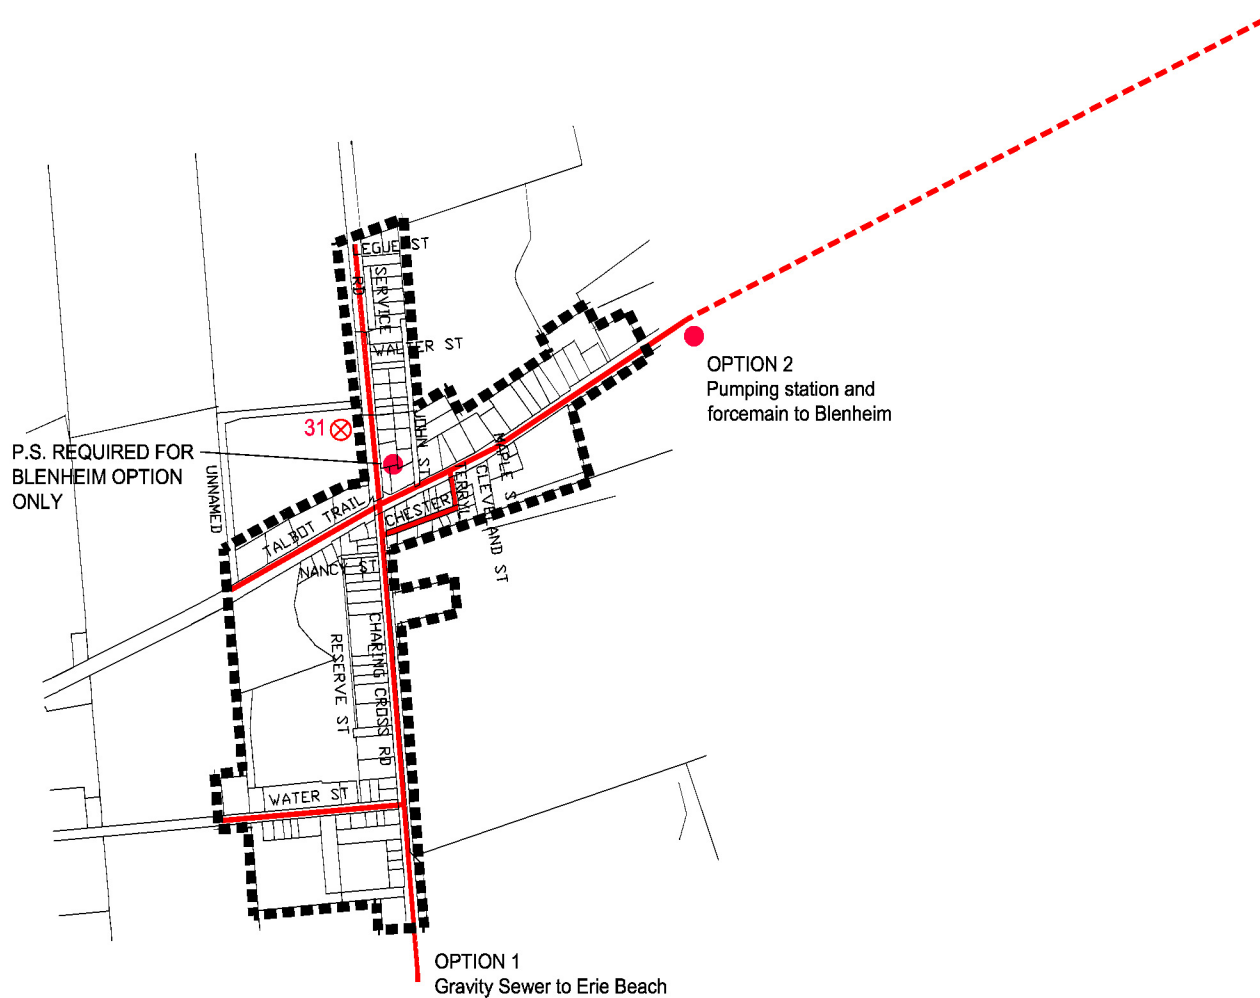 LEGUE ST
RD
SERVICE
WALTER ST
OPTION 2
Pumping station and
forcemain to Blenheim
31
P.S. REQUIRED FOR
BLENHEIM OPTION
ONLY
JOHN ST
MAPLE S
UNNAMED
TALBOT TRAIL
CHESTER
CLEVELAND ST
NANCY ST
CHARING CROSS RD
RESERVE ST
WATER ST
OPTION 1
Gravity Sewer to Erie Beach